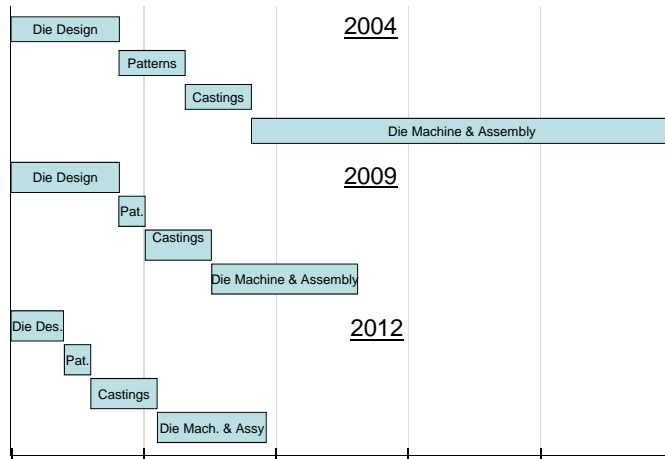 Die Design
2004
Patterns
Castings
Die Machine & Assembly
Die Design
2009
Pat.
Castings
Die Machine & Assembly
Die Des.
2012
Pat.
Castings
Die Mach. & Assy